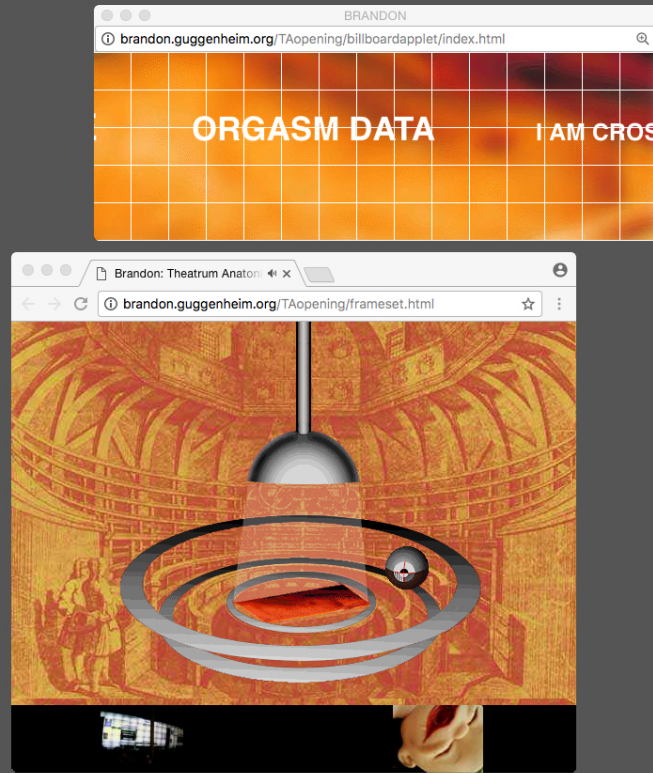 BRANDON
brandon.guggenheim.org/TAopening/billboardapplet/index.html
ORGASM DATA
I AM CROS
Brandon: Theatrum Anatomi
brandon.guggenheim.org/TAopening/frameset.html